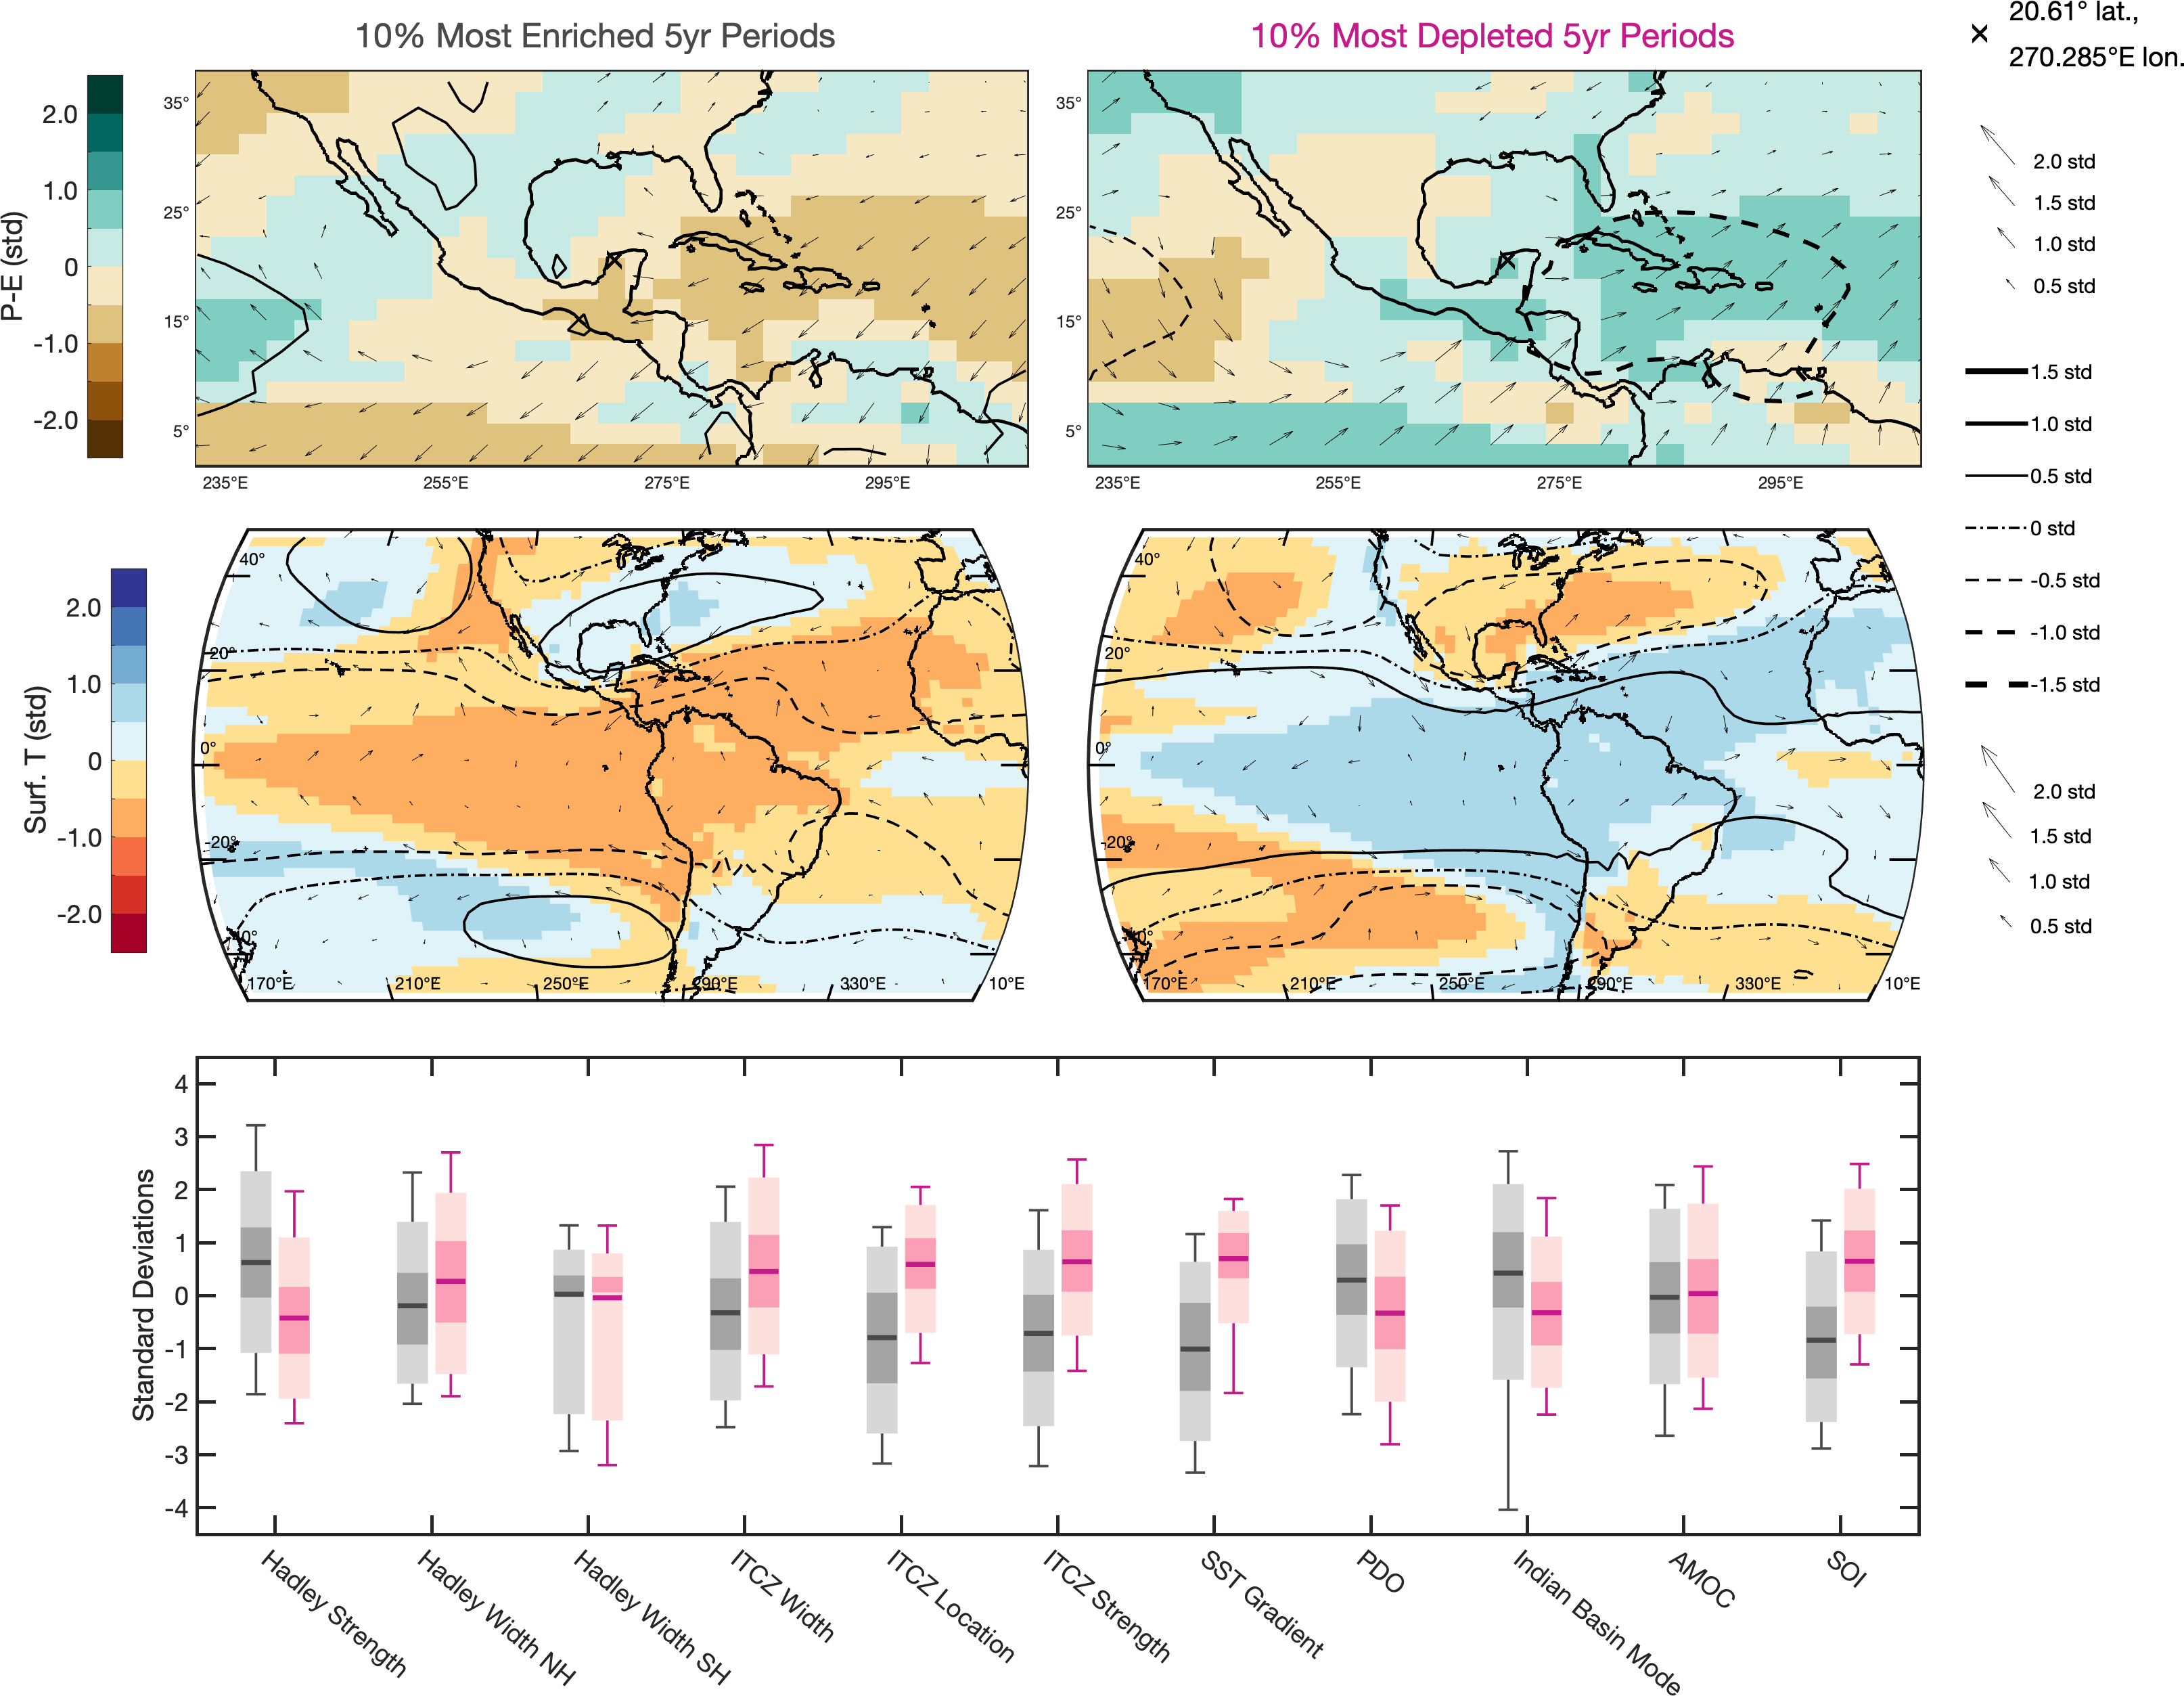 10% Most Enriched 5yr Periods
10% Most Depleted 5yr Periods
20.61° lat.,
270.285°E lon.
P-E (std)
2.0
1.0
0
-1.0
-2.0
35°
25°
15°
5°
235°E 255°E 275°E 295°E
35°
25°
15°
5°
235°E 255°E 275°E 295°E
2.0 std
1.5 std
1.0 std
0.5 std
1.5 std
1.0 std
0.5 std
0 std
-0.5 std
-1.0 std
-1.5 std
2.0 std
1.5 std
1.0 std
0.5 std
Surf. T (std)
2.0
1.0
0
-1.0
-2.0
40°
20°
0°
-20°
-40°
170°E 210°E 250°E 290°E 330°E 10°E
40°
20°
0°
-20°
-40°
170°E 210°E 250°E 290°E 330°E 10°E
Standard Deviations
4
3
2
1
0
-1
-2
-3
-4
Hadley Strength
Hadley Width NH
Hadley Width SH
ITCZ Width
ITCZ Location
ITCZ Strength
SST Gradient
PDO
Indian Basin Mode
AMOC
SOI